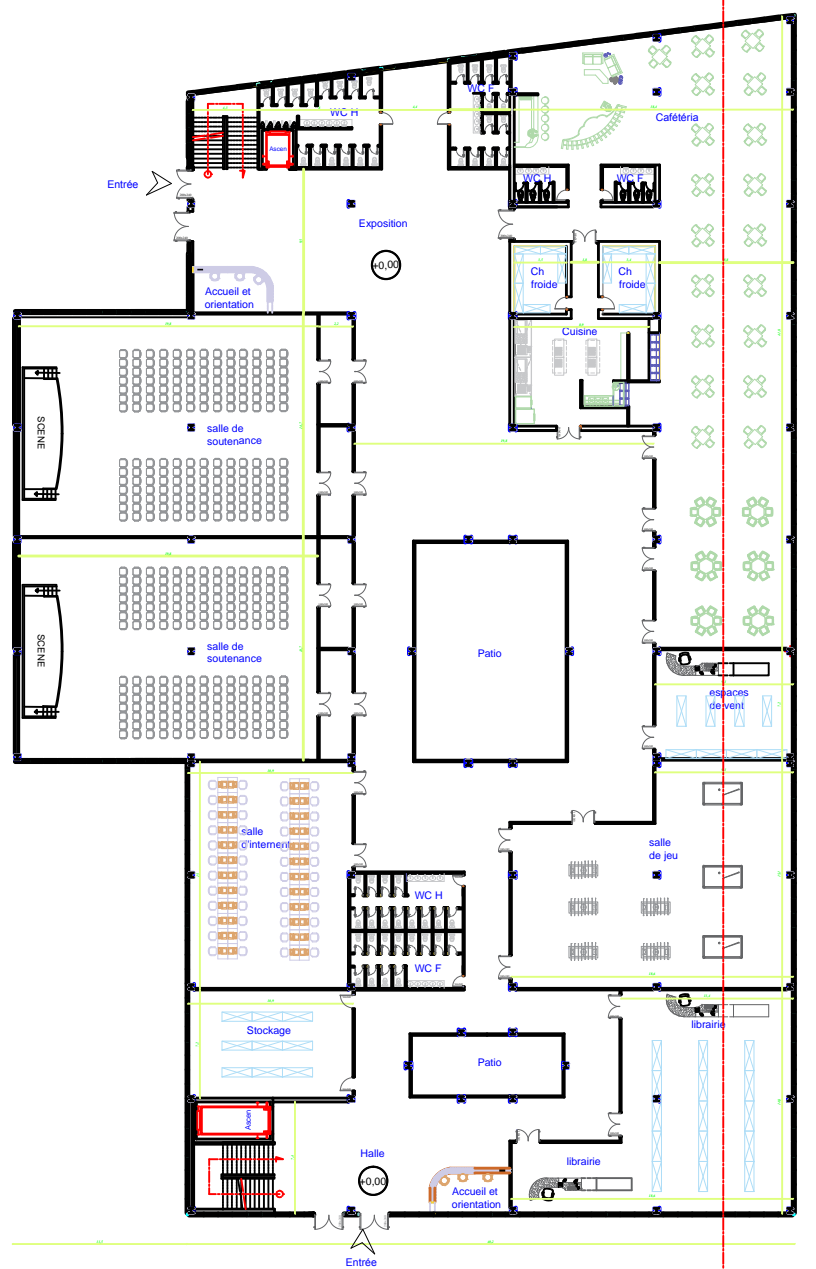 WC F
WC H
Cafétéria
Ascen
WC H
WC F
Entrée
Exposition
+0,00
Ch
froide
Ch
froide
Accueil et
orientation
Cuisine
SCENE
salle de
soutenance
SCENE
salle de
soutenance
Patio
espaces
de vent
salle
d'internent
salle
de jeu
WC H
WC F
Stockage
librairie
Patio
Ascen
Halle
librairie
+0,00
Accueil et
orientation
Entrée